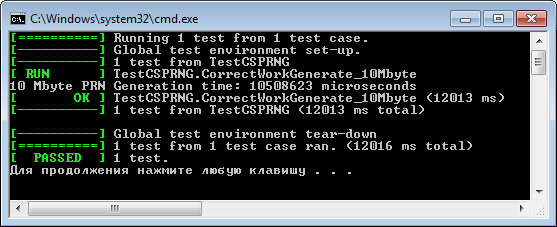 C:\Windows\system32\cmd.exe
[==========] Running 1 test from 1 test case.
[----------] Global test environment set-up.
[----------] 1 test from TestCSPRNG
[ RUN      ] TestCSPRNG.CorrectWorkGenerate_10Mbyte
10 Mbyte PRN Generation time: 10508623 microseconds
[       OK ] TestCSPRNG.CorrectWorkGenerate_10Mbyte (12013 ms)
[----------] 1 test from TestCSPRNG (12013 ms total)
[----------] Global test environment tear-down
[==========] 1 test from 1 test case ran. (12016 ms total)
[  PASSED  ] 1 test.
Для продолжения нажмите любую клавишу . . .